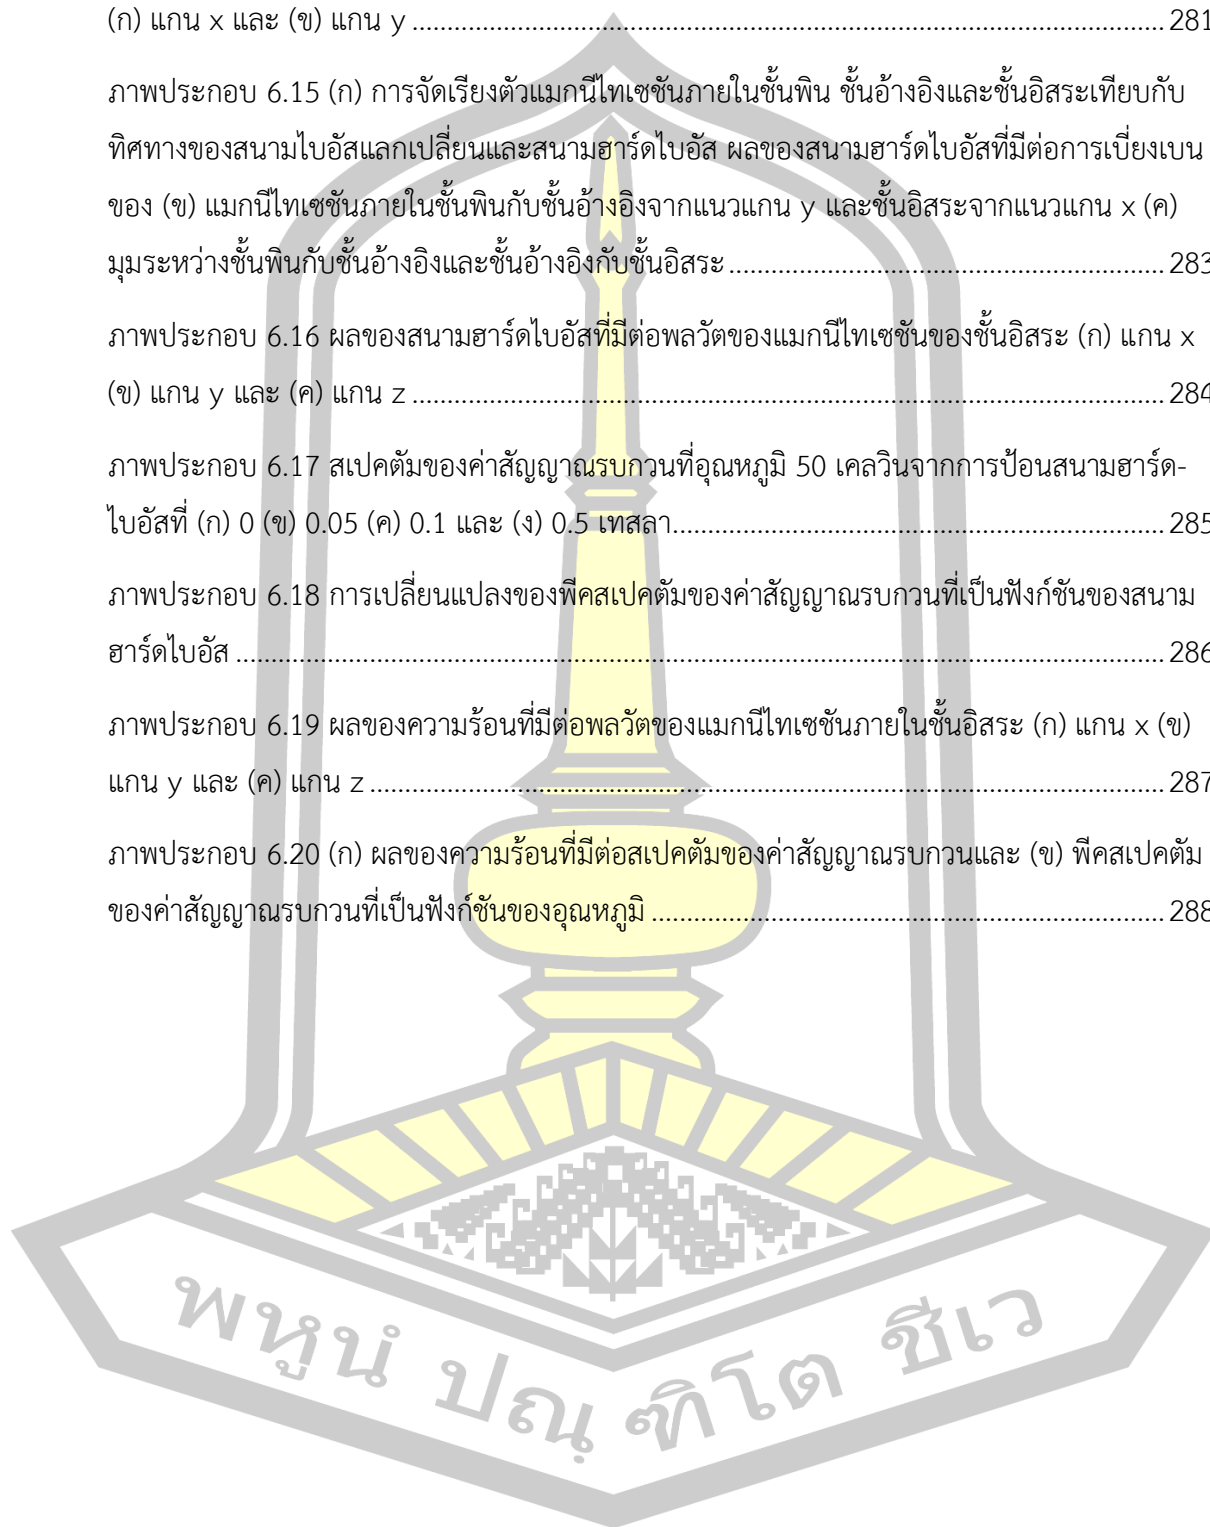 (ก) แกน x และ (ข) แกน y ........................................................................................................ 281
ภาพประกอบ 6.15 (ก) การจัดเรียงตัวแมกนีไทเซชันภายในชั้นพิน ชั้นอ้างอิงและชั้นอิสระเทียบกับ
ทิศทางของสนามไบอัสแลกเปลี่ยนและสนามฮาร์ดไบอัส ผลของสนามฮาร์ดไบอัสที่มีต่อการเบี่ยงเบน
ของ (ข) แมกนีไทเซชันภายในชั้นพินกับชั้นอ้างอิงจากแนวแกน y และชั้นอิสระจากแนวแกน x (ค)
มุมระหว่างชั้นพินกับชั้นอ้างอิงและชั้นอ้างอิงกับชั้นอิสระ ............................................................ 283
ภาพประกอบ 6.16 ผลของสนามฮาร์ดไบอัสที่มีต่อพลวัตของแมกนีไทเซชันของชั้นอิสระ (ก) แกน x
(ข) แกน y และ (ค) แกน z ........................................................................................................ 284
ภาพประกอบ 6.17 สเปคตัมของค่าสัญญาณรบกวนที่อุณหภูมิ 50 เคลวินจากการป้อนสนามฮาร์ด-
ไบอัสที่ (ก) 0 (ข) 0.05 (ค) 0.1 และ (ง) 0.5 เทสลา.................................................................... 285
ภาพประกอบ 6.18 การเปลี่ยนแปลงของพีคสเปคตัมของค่าสัญญาณรบกวนที่เป็นฟังก์ชันของสนาม
ฮาร์ดไบอัส ................................................................................................................................ 286
ภาพประกอบ 6.19 ผลของความร้อนที่มีต่อพลวัตของแมกนีไทเซชันภายในชั้นอิสระ (ก) แกน x (ข)
แกน y และ (ค) แกน z .............................................................................................................. 287
ภาพประกอบ 6.20 (ก) ผลของความร้อนที่มีต่อสเปคตัมของค่าสัญญาณรบกวนและ (ข) พีคสเปคตัม
ของค่าสัญญาณรบกวนที่เป็นฟังก์ชันของอุณหภูมิ ....................................................................... 288
พหูนํ ปณฺฑิโต ชีเว